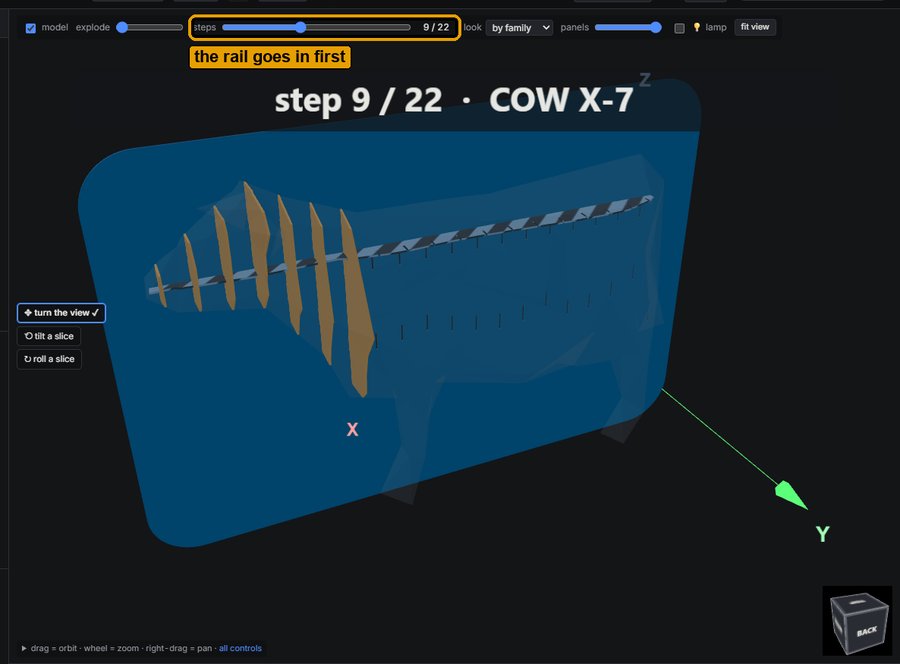 model explode steps 9 / 22 look by family panels lamp fit view
the rail goes in first
step 9 / 22 · COW X-7
Z
✥ turn the view ✓
⟲ tilt a slice
↻ roll a slice
X
Y
BACK
▶ drag = orbit · wheel = zoom · right-drag = pan · all controls